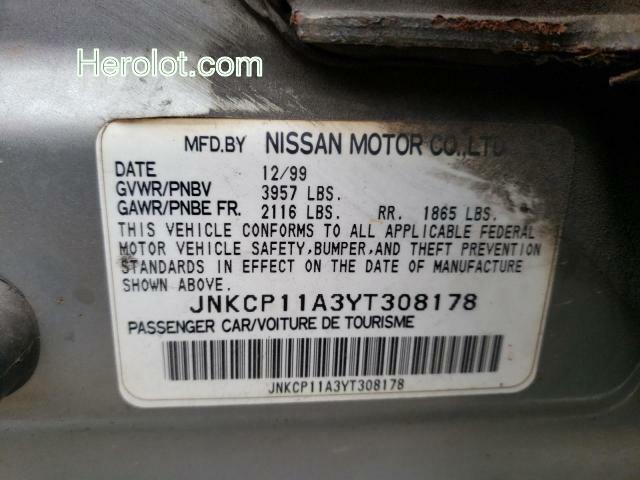 Herolot.com
MFD.BY NISSAN MOTOR CO.,LTD
DATE 12/99
GVWR/PNBV 3957 LBS.
GAWR/PNBE FR. 2116 LBS. RR. 1865 LBS.
THIS VEHICLE CONFORMS TO ALL APPLICABLE FEDERAL
MOTOR VEHICLE SAFETY, BUMPER, AND THEFT PREVENTION
STANDARDS IN EFFECT ON THE DATE OF MANUFACTURE
SHOWN ABOVE.
JNKCP11A3YT308178
PASSENGER CAR/VOITURE DE TOURISME
JNKCP11A3YT308178